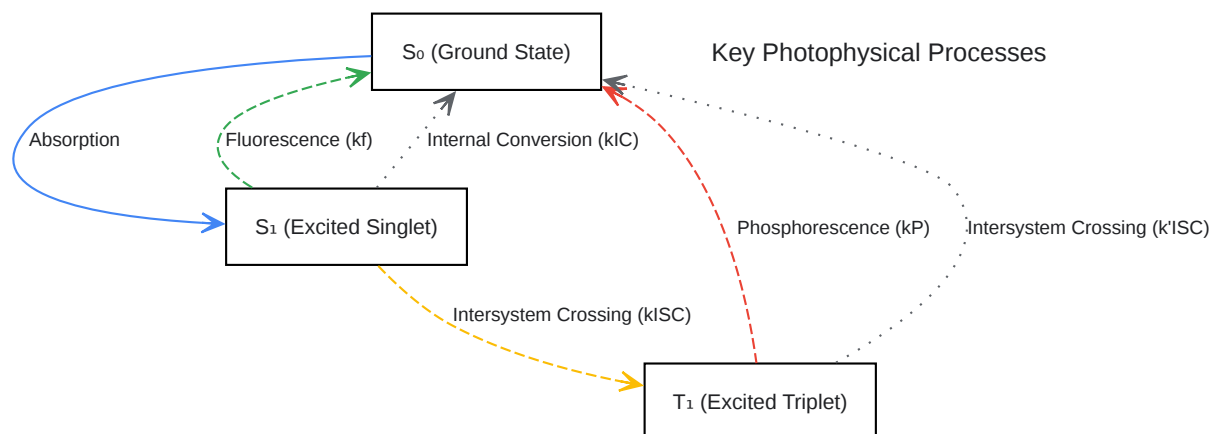 S₀ (Ground State)
Key Photophysical Processes
Absorption
Fluorescence (kf)
Internal Conversion (kIC)
S₁ (Excited Singlet)
Phosphorescence (kP)
Intersystem Crossing (k'ISC)
Intersystem Crossing (kISC)
T₁ (Excited Triplet)